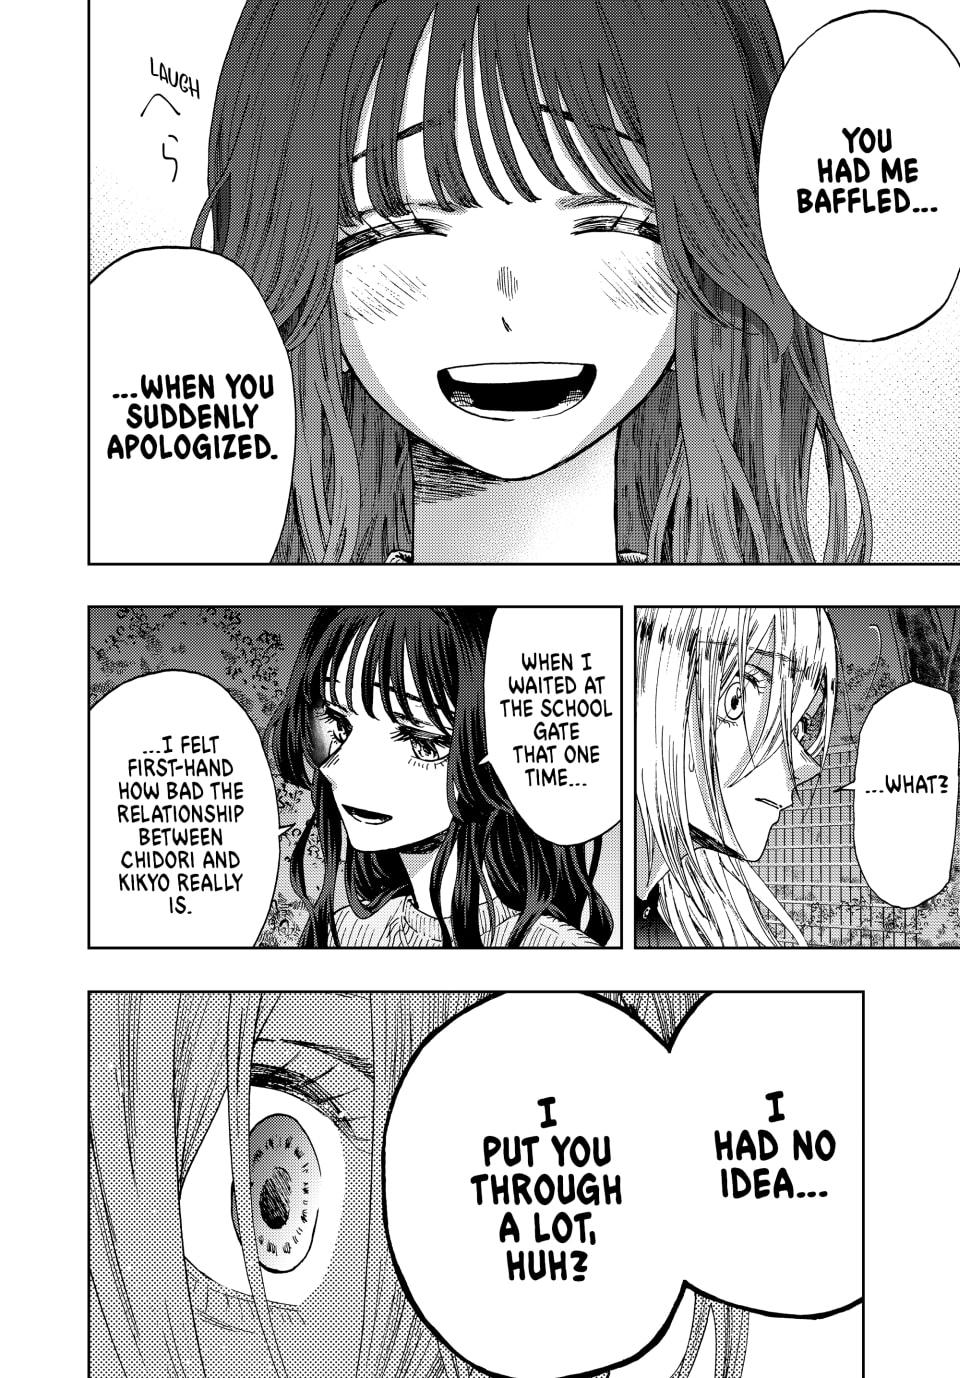 YOU
HAD ME
BAFFLED...
LAUGH
へら
...WHEN YOU
SUDDENLY
APOLOGIZED.
...WHAT?
WHEN I
WAITED AT
THE SCHOOL
GATE
THAT ONE
TIME...
...I FELT
FIRST-HAND
HOW BAD THE
RELATIONSHIP
BETWEEN
CHIDORI AND
KIKYO REALLY
IS.
I
HAD NO
IDEA...
I
PUT YOU
THROUGH
A LOT,
HUH?